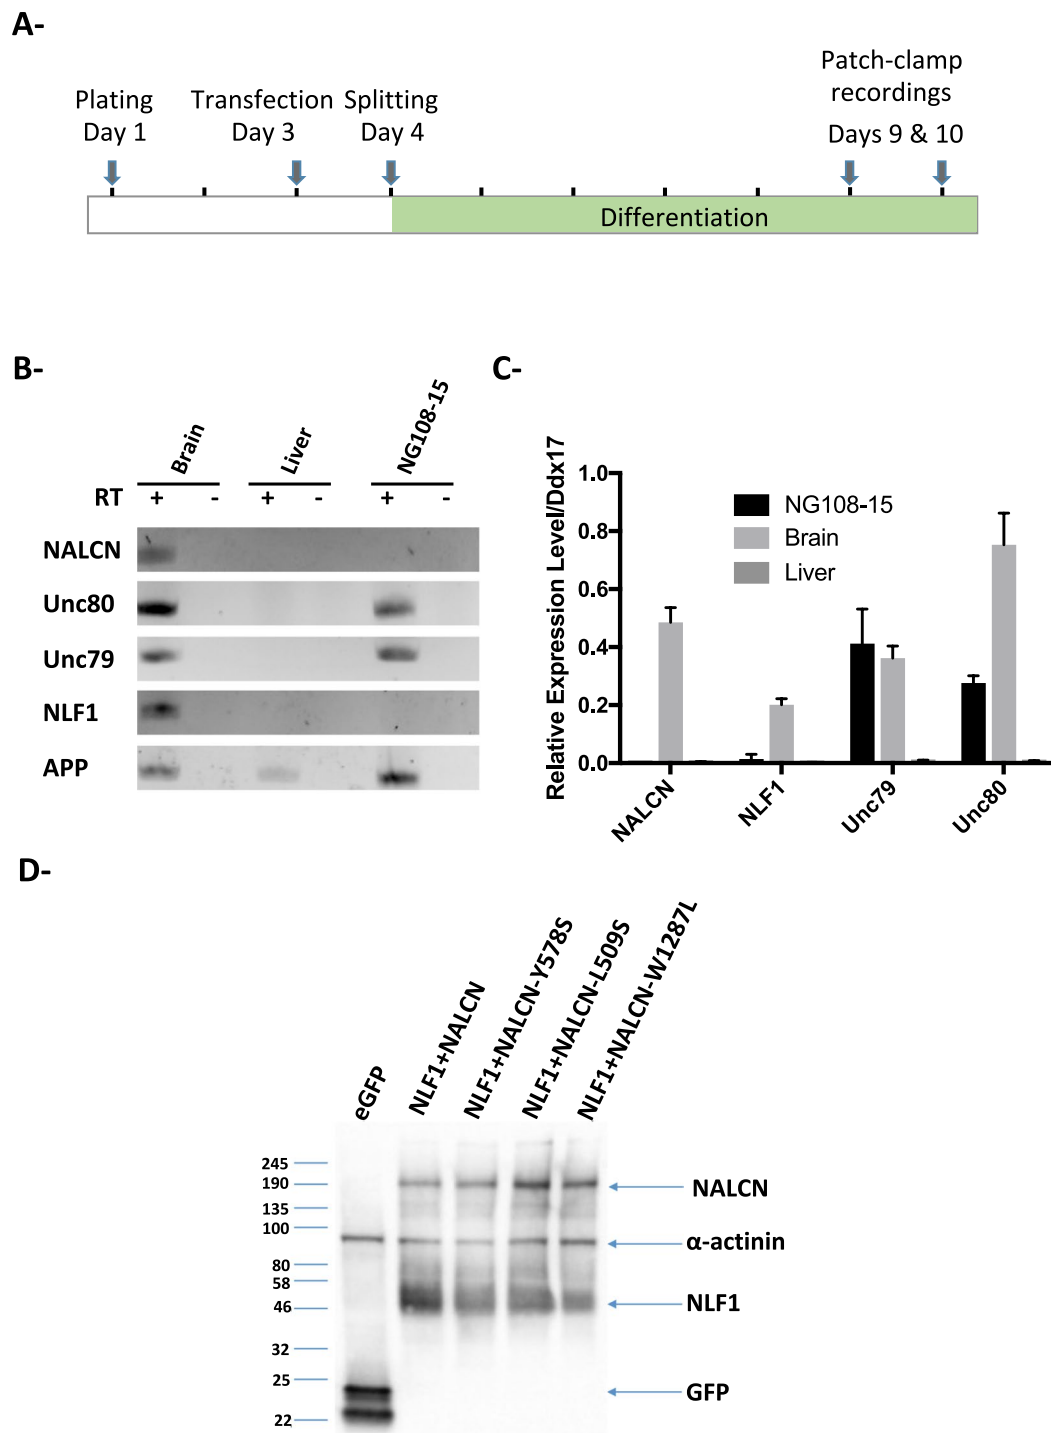 A-
Plating
Day 1
Transfection
Day 3
Splitting
Day 4
Patch-clamp
recordings
Days 9 & 10
Differentiation
B-
Brain
Liver
NG108-15
RT + - + - + -
NALCN
Unc80
Unc79
NLF1
APP
C-
Relative Expression Level/Ddx17
1.0
0.8
0.6
0.4
0.2
0.0
NG108-15
Brain
Liver
NALCN
NLF1
Unc79
Unc80
D-
eGFP
NLF1+NALCN
NLF1+NALCN-Y578S
NLF1+NALCN-L509S
NLF1+NALCN-W1287L
245
190
135
100
80
58
46
32
25
22
NALCN
α-actinin
NLF1
GFP